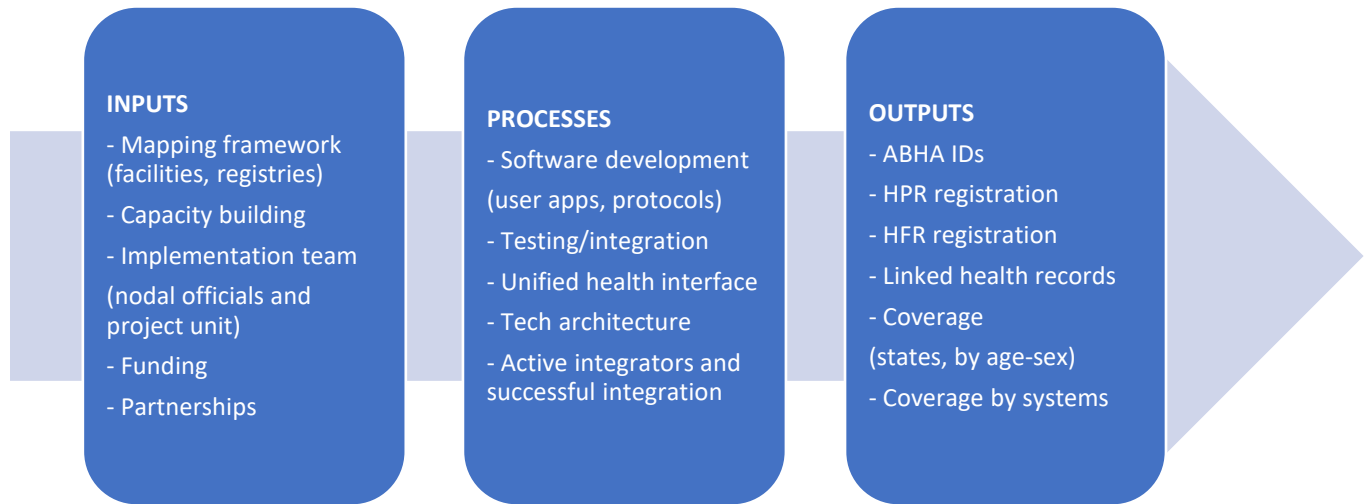 INPUTS
- Mapping framework
(facilities, registries)
- Capacity building
- Implementation team
(nodal officials and
project unit)
- Funding
- Partnerships
PROCESSES
- Software development
(user apps, protocols)
- Testing/integration
- Unified health interface
- Tech architecture
- Active integrators and
successful integration
OUTPUTS
- ABHA IDs
- HPR registration
- HFR registration
- Linked health records
- Coverage
(states, by age-sex)
- Coverage by systems